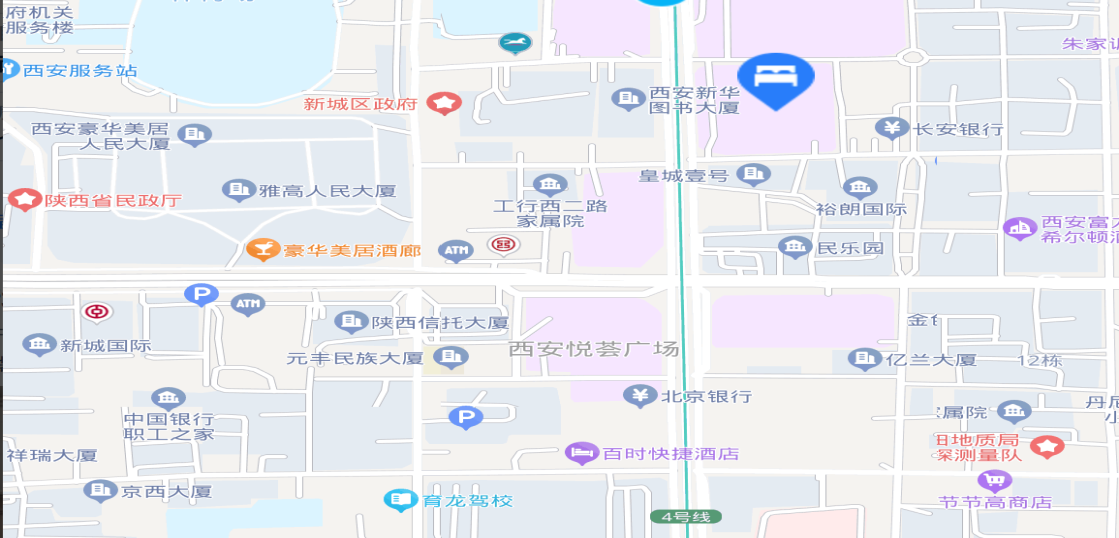 府机关
服务楼
朱家
西安服务站
新城区政府
西安新华
图书大厦
西安豪华美居
人民大厦
长安银行
皇城壹号
雅高人民大厦
陕西省民政厅
工行西二路
家属院
裕朗国际
西安富
希尔顿酒
豪华美居酒廊
ATM
民乐园
P
ATM
陕西信托大厦
金
新城国际
元丰民族大厦
西安悦荟广场
亿兰大厦
12栋
北京银行
中国银行
职工之家
P
属院
丹尼
小
地质局
探测量队
祥瑞大厦
百时快捷酒店
京西大厦
育龙驾校
节节高商店
4号线